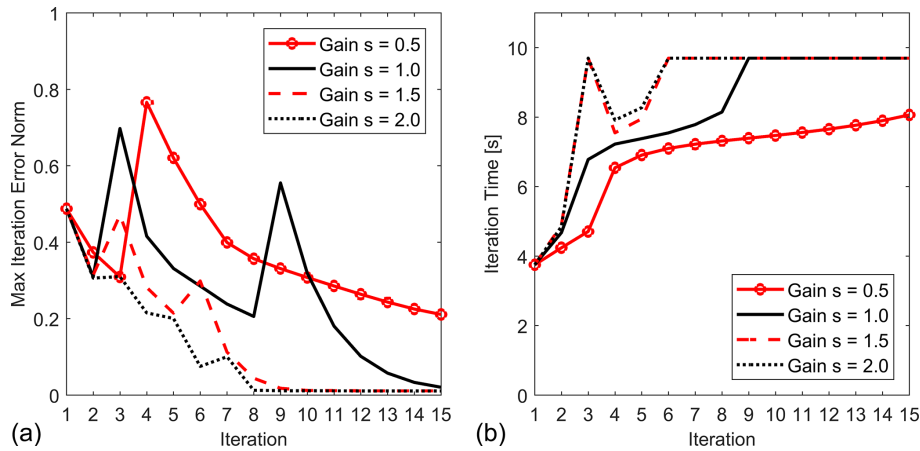 Max Iteration Error Norm
1
0.8
0.6
0.4
0.2
0
Gain s = 0.5
Gain s = 1.0
Gain s = 1.5
Gain s = 2.0
1 2 3 4 5 6 7 8 9 10 11 12 13 14 15
Iteration
(a)
Iteration Time [s]
10
8
6
4
2
0
Gain s = 0.5
Gain s = 1.0
Gain s = 1.5
Gain s = 2.0
1 2 3 4 5 6 7 8 9 10 11 12 13 14 15
Iteration
(b)